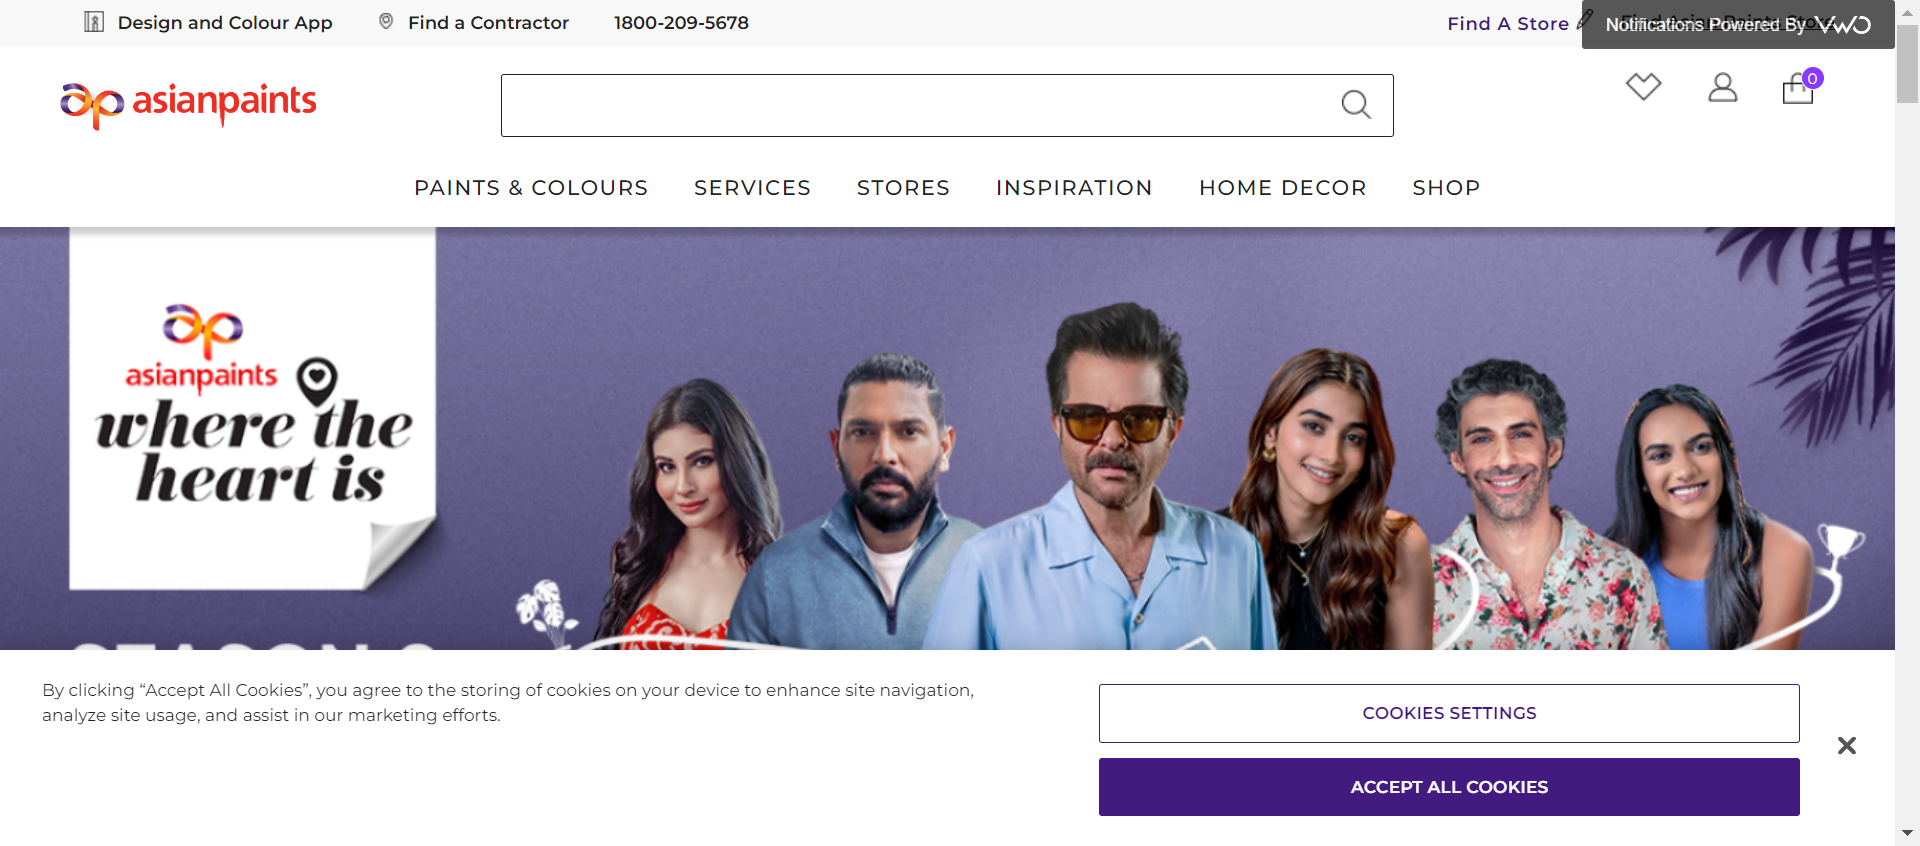 Design and Colour App
Find a Contractor
1800-209-5678
Find A Store
Notifications Powered By VWO
asianpaints
0
PAINTS & COLOURS
SERVICES
STORES
INSPIRATION
HOME DECOR
SHOP
asianpaints
where the
heart is
By clicking “Accept All Cookies”, you agree to the storing of cookies on your device to enhance site navigation,
analyze site usage, and assist in our marketing efforts.
COOKIES SETTINGS
ACCEPT ALL COOKIES